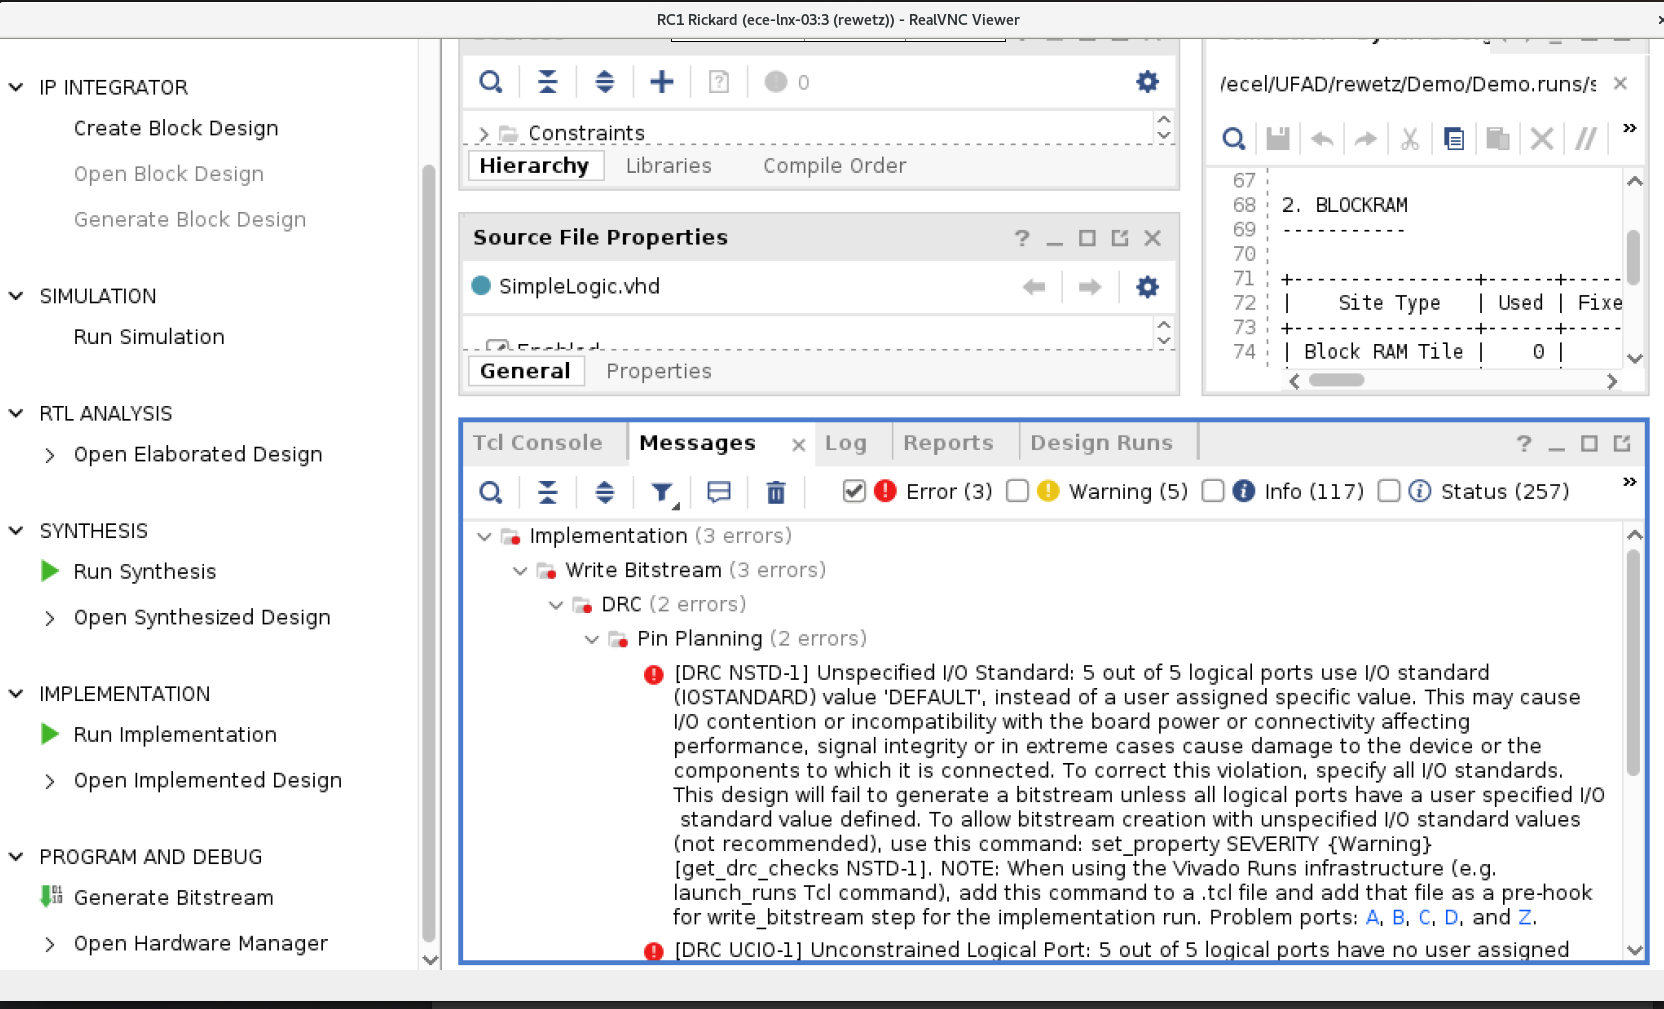 RC1 Rickard (ece-lnx-03:3 (rewetz)) - RealVNC Viewer
IP INTEGRATOR
Create Block Design
Open Block Design
Generate Block Design
SIMULATION
Run Simulation
RTL ANALYSIS
Open Elaborated Design
SYNTHESIS
Run Synthesis
Open Synthesized Design
IMPLEMENTATION
Run Implementation
Open Implemented Design
PROGRAM AND DEBUG
Generate Bitstream
Open Hardware Manager
0
Constraints
Hierarchy Libraries Compile Order
Source File Properties
SimpleLogic.vhd
Enabled
General Properties
/ecel/UFAD/rewetz/Demo/Demo.runs/s
67
68 2. BLOCKRAM
69 -----------
70
71 +----------------+------+-----
72 | Site Type | Used | Fixe
73 +----------------+------+-----
74 | Block RAM Tile | 0 |
Tcl Console Messages Log Reports Design Runs
Error (3) Warning (5) Info (117) Status (257)
Implementation (3 errors)
Write Bitstream (3 errors)
DRC (2 errors)
Pin Planning (2 errors)
[DRC NSTD-1] Unspecified I/O Standard: 5 out of 5 logical ports use I/O standard
(IOSTANDARD) value 'DEFAULT', instead of a user assigned specific value. This may cause
I/O contention or incompatibility with the board power or connectivity affecting
performance, signal integrity or in extreme cases cause damage to the device or the
components to which it is connected. To correct this violation, specify all I/O standards.
This design will fail to generate a bitstream unless all logical ports have a user specified I/O
standard value defined. To allow bitstream creation with unspecified I/O standard values
(not recommended), use this command: set_property SEVERITY {Warning}
[get_drc_checks NSTD-1]. NOTE: When using the Vivado Runs infrastructure (e.g.
launch_runs Tcl command), add this command to a .tcl file and add that file as a pre-hook
for write_bitstream step for the implementation run. Problem ports: A, B, C, D, and Z.
[DRC UCIO-1] Unconstrained Logical Port: 5 out of 5 logical ports have no user assigned